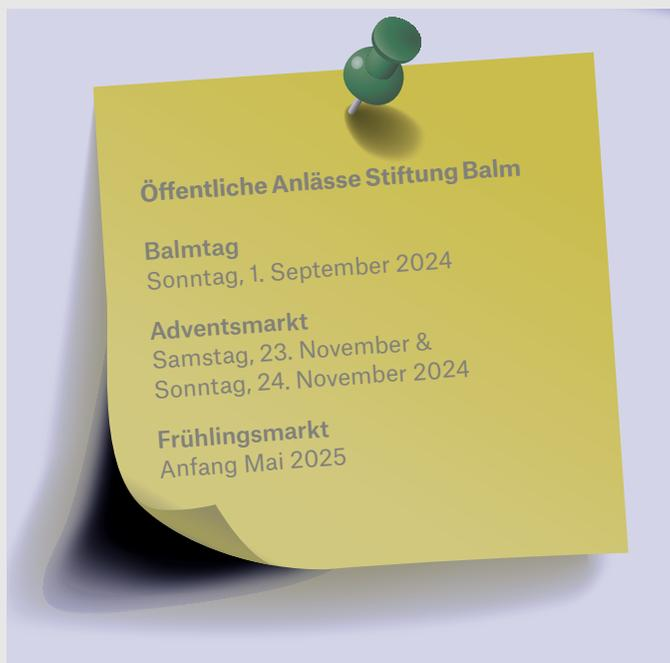 Öffentliche Anlässe Stiftung Balm
Balmtag
Sonntag, 1. September 2024
Adventsmarkt
Samstag, 23. November &
Sonntag, 24. November 2024
Frühlingsmarkt
Anfang Mai 2025